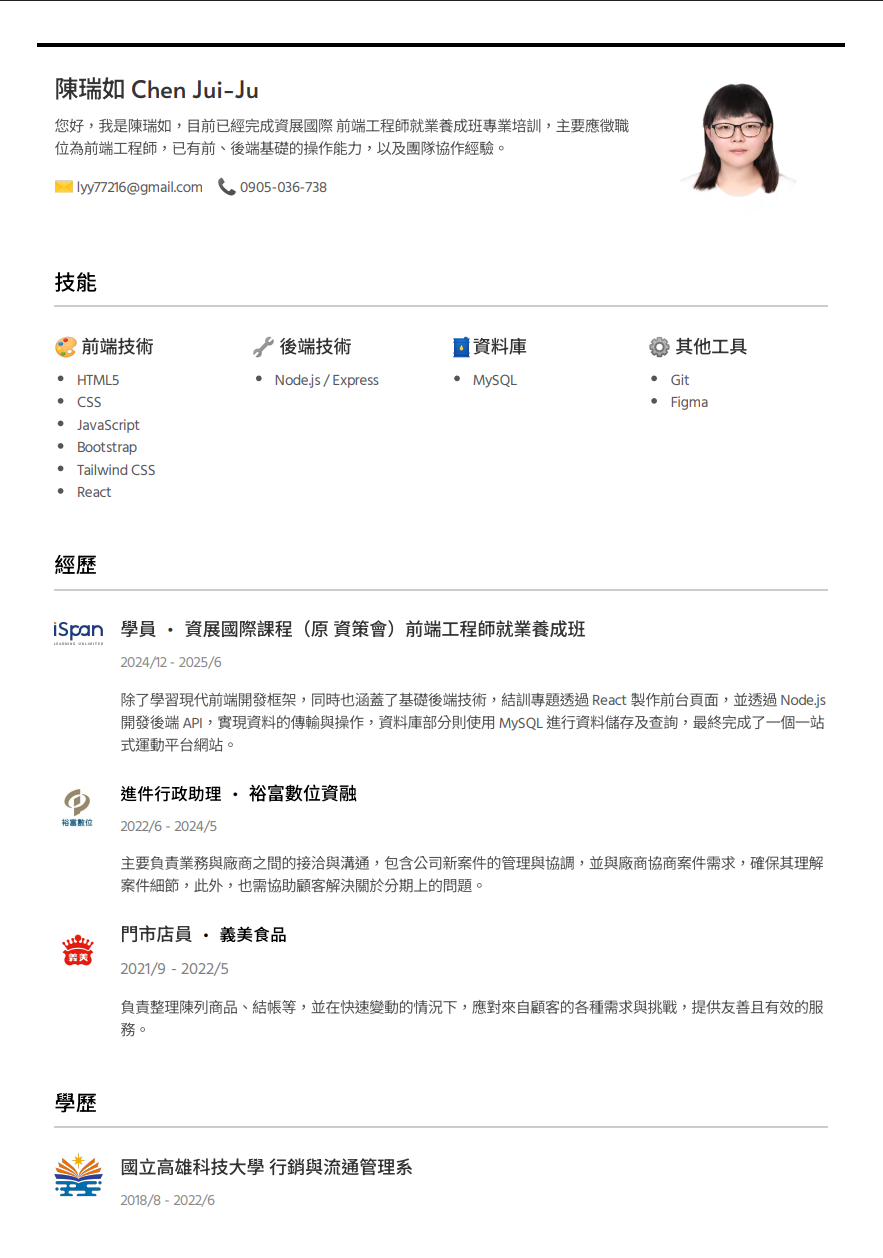 陳瑞如 Chen Jui-Ju
您好，我是陳瑞如，目前已經完成資展國際 前端工程師就業養成班專業培訓，主要應徵職
位為前端工程師，已有前、後端基礎的操作能力，以及團隊協作經驗。
lyy77216@gmail.com 0905-036-738
技能
前端技術
HTML5
CSS
JavaScript
Bootstrap
Tailwind CSS
React
後端技術
Node.js / Express
資料庫
MySQL
其他工具
Git
Figma
經歷
iSpan
LEARNING UNLIMITED
學員 • 資展國際課程（原 資策會）前端工程師就業養成班
2024/12 - 2025/6
除了學習現代前端開發框架，同時也涵蓋了基礎後端技術，結訓專題透過 React 製作前台頁面，並透過 Node.js
開發後端 API，實現資料的傳輸與操作，資料庫部分則使用 MySQL 進行資料儲存及查詢，最終完成了一個一站
式運動平台網站。
裕富數位
進件行政助理 • 裕富數位資融
2022/6 - 2024/5
主要負責業務與廠商之間的接洽與溝通，包含公司新案件的管理與協調，並與廠商協商案件需求，確保其理解
案件細節，此外，也需協助顧客解決關於分期上的問題。
義美
門市店員 • 義美食品
2021/9 - 2022/5
負責整理陳列商品、結帳等，並在快速變動的情況下，應對來自顧客的各種需求與挑戰，提供友善且有效的服
務。
學歷
國立高雄科技大學 行銷與流通管理系
2018/8 - 2022/6